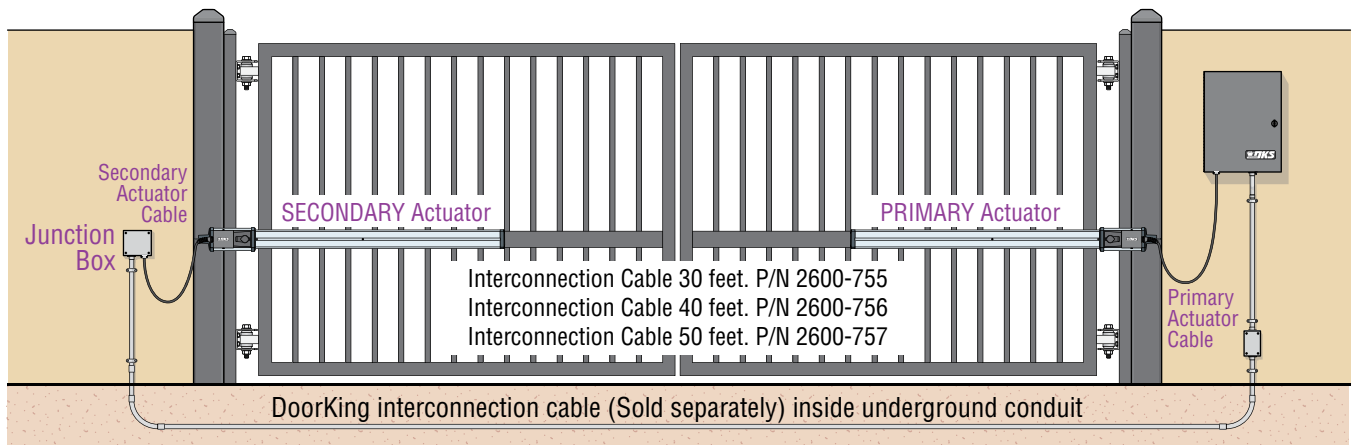 Secondary
Actuator
Cable
Junction
Box
SECONDARY Actuator
PRIMARY Actuator
DKS
Interconnection Cable 30 feet. P/N 2600-755
Interconnection Cable 40 feet. P/N 2600-756
Interconnection Cable 50 feet. P/N 2600-757
Primary
Actuator
Cable
DoorKing interconnection cable (Sold separately) inside underground conduit